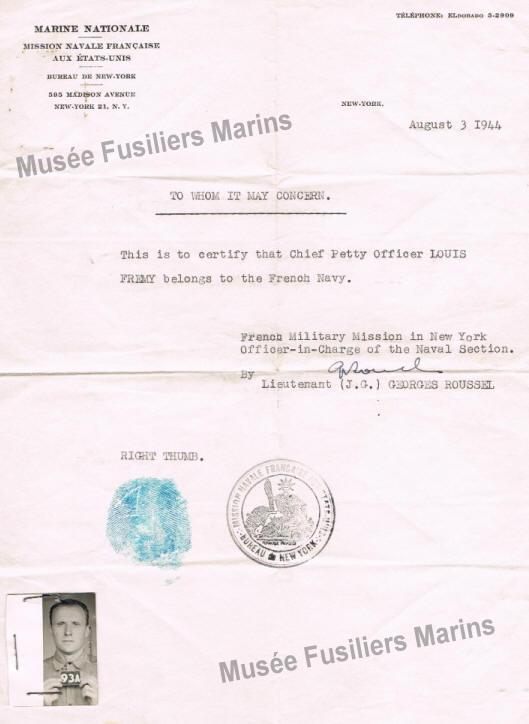 TÉLÉPHONE: ELDORADO 5-2909
MARINE NATIONALE
MISSION NAVALE FRANÇAISE
AUX ÉTATS-UNIS
BUREAU DE NEW-YORK
595 MADISON AVENUE
NEW-YORK 21, N. Y.
NEW-YORK,
August 3 1944
Musée Fusiliers Marins
TO WHOM IT MAY CONCERN.
This is to certify that Chief Petty Officer LOUIS
FREMY belongs to the French Navy.
French Military Mission in New York
Officer-in-Charge of the Naval Section.
By
Lieutenant (J.G.) GEORGES ROUSSEL
RIGHT THUMB.
MISSION NAVALE FRANÇAISE
BUREAU de NEW YORK
93A
Musée Fusiliers Marins